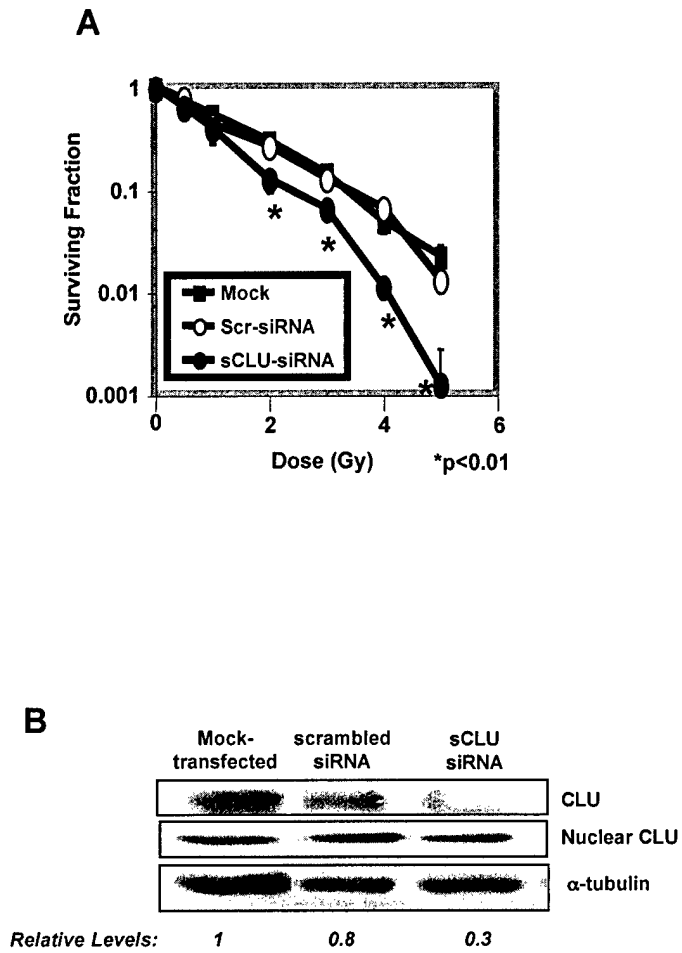 A
1
0.1
0.01
0.001
Surviving Fraction
Mock
Scr-siRNA
sCLU-siRNA
*
*
*
*
0 2 4 6
Dose (Gy)
*p<0.01
B
Mock-
transfected
scrambled
siRNA
sCLU
siRNA
CLU
Nuclear CLU
α-tubulin
Relative Levels: 1 0.8 0.3